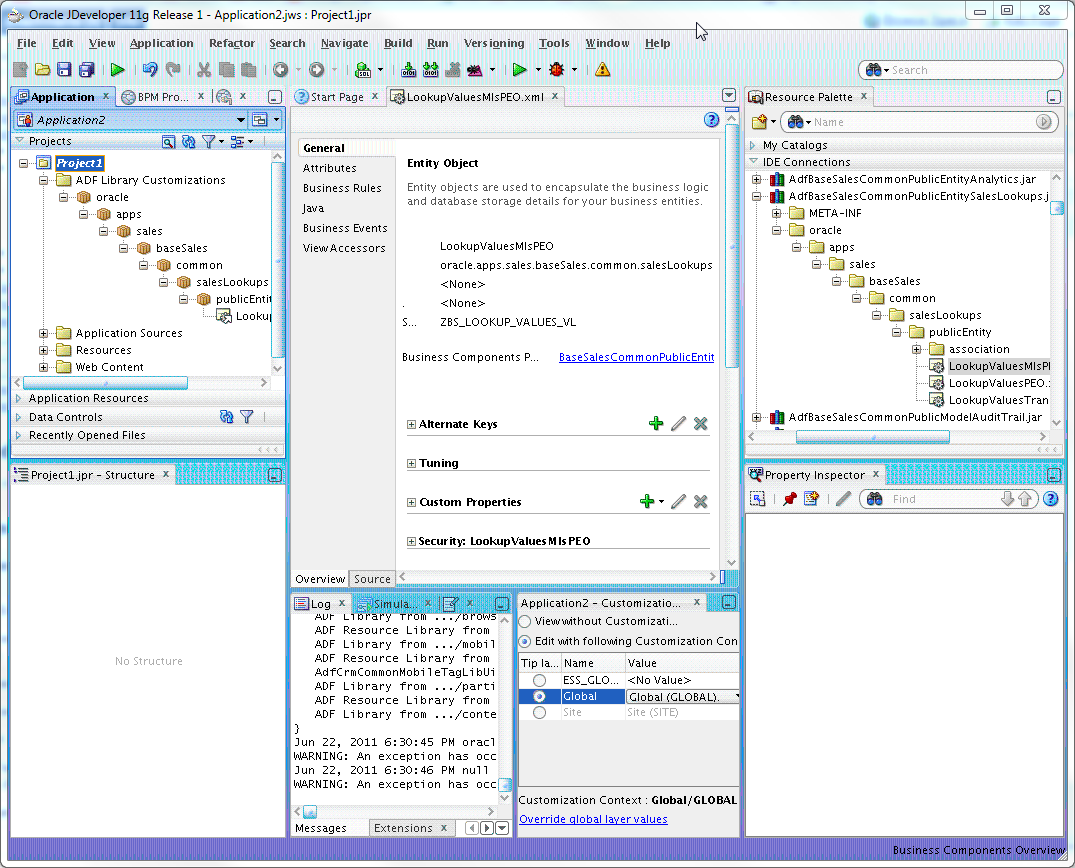 Oracle JDeveloper 11g Release 1 - Application2.jws : Project1.jpr
File Edit View Application Refactor Search Navigate Build Run Versioning Tools Window Help
Search
Application
BPM Pro...
Application2
Projects
Project1
ADF Library Customizations
oracle
apps
sales
baseSales
common
salesLookups
publicEntit
Lookup
Application Sources
Resources
Web Content
Application Resources
Data Controls
Recently Opened Files
Project1.jpr - Structure
No Structure
Start Page
LookupValuesMlsPEO.xml
General
Attributes
Business Rules
Java
Business Events
View Accessors
Entity Object
Entity objects are used to encapsulate the business logic
and database storage details for your business entities.
LookupValuesMlsPEO
oracle.apps.sales.baseSales.common.salesLookups
<None>
. <None>
S... ZBS_LOOKUP_VALUES_VL
Business Components P... BaseSalesCommonPublicEntit
Alternate Keys
Tuning
Custom Properties
Security: LookupValuesMlsPEO
Overview Source
Log
Simula...
ADF Library from .../brows
ADF Resource Library from
ADF Library from .../mobil
ADF Resource Library from
AdfCrmCommonMobileTagLibUi
ADF Library from .../parti
ADF Resource Library from
ADF Library from .../conte
}
Jun 22, 2011 6:30:45 PM oracl
WARNING: An exception has occ
Jun 22, 2011 6:30:46 PM null
WARNING: An exception has occ
Messages Extensions
Application2 - Customizatio...
View without Customizati...
Edit with following Customization Con
Tip la... Name Value
ESS_GLO... <No Value>
Global Global (GLOBAL).
Site Site (SITE)
Customization Context : Global/GLOBAL
Override global layer values
Resource Palette
Name
My Catalogs
IDE Connections
AdfBaseSalesCommonPublicEntityAnalytics.jar
AdfBaseSalesCommonPublicEntitySalesLookups.j
META-INF
oracle
apps
sales
baseSales
common
salesLookups
publicEntity
association
LookupValuesMlsPI
LookupValuesPEO.
LookupValuesTran
AdfBaseSalesCommonPublicModelAuditTrail.jar
Property Inspector
Find
Business Components Overview